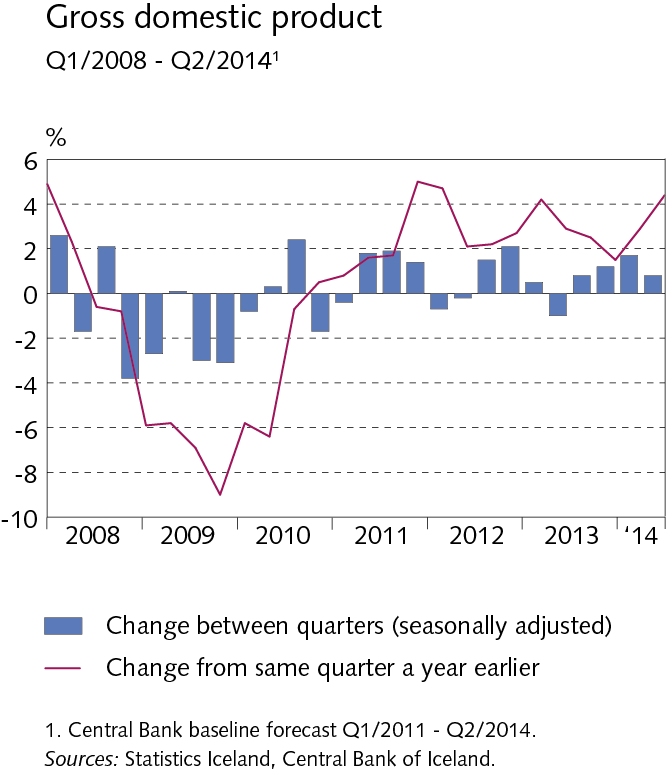 Gross domestic product
Q1/2008 - Q2/2014¹
%
6
4
2
0
-2
-4
-6
-8
-10
2008 2009 2010 2011 2012 2013 '14
Change between quarters (seasonally adjusted)
Change from same quarter a year earlier
1. Central Bank baseline forecast Q1/2011 - Q2/2014.
Sources: Statistics Iceland, Central Bank of Iceland.